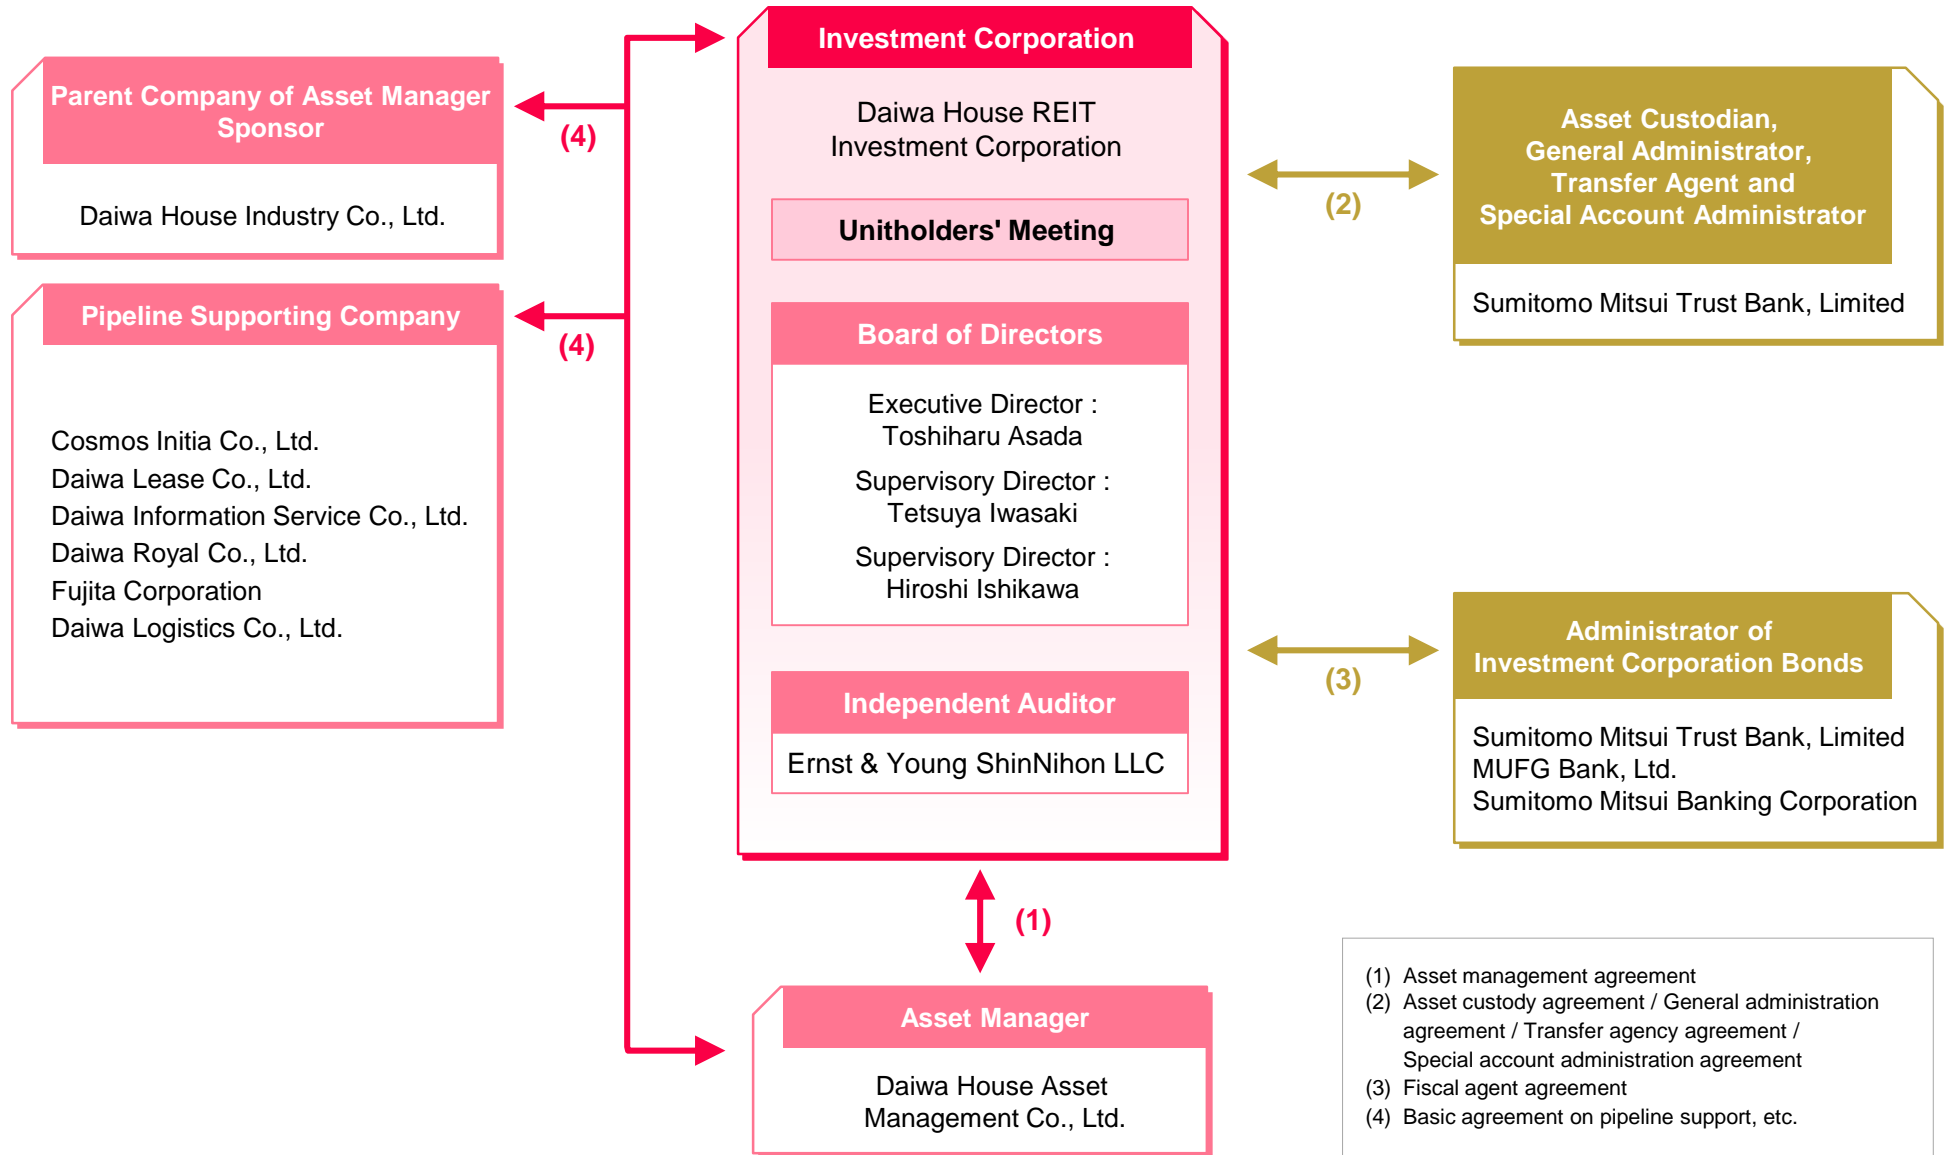 Parent Company of Asset Manager
Sponsor
Daiwa House Industry Co., Ltd.
(4)
Pipeline Supporting Company
Cosmos Initia Co., Ltd.
Daiwa Lease Co., Ltd.
Daiwa Information Service Co., Ltd.
Daiwa Royal Co., Ltd.
Fujita Corporation
Daiwa Logistics Co., Ltd.
(4)
Investment Corporation
Daiwa House REIT
Investment Corporation
Unitholders' Meeting
Board of Directors
Executive Director :
Toshiharu Asada
Supervisory Director :
Tetsuya Iwasaki
Supervisory Director :
Hiroshi Ishikawa
Independent Auditor
Ernst & Young ShinNihon LLC
(1)
Asset Manager
Daiwa House Asset
Management Co., Ltd.
(2)
Asset Custodian,
General Administrator,
Transfer Agent and
Special Account Administrator
Sumitomo Mitsui Trust Bank, Limited
(3)
Administrator of
Investment Corporation Bonds
Sumitomo Mitsui Trust Bank, Limited
MUFG Bank, Ltd.
Sumitomo Mitsui Banking Corporation
(1) Asset management agreement
(2) Asset custody agreement / General administration
agreement / Transfer agency agreement /
Special account administration agreement
(3) Fiscal agent agreement
(4) Basic agreement on pipeline support, etc.